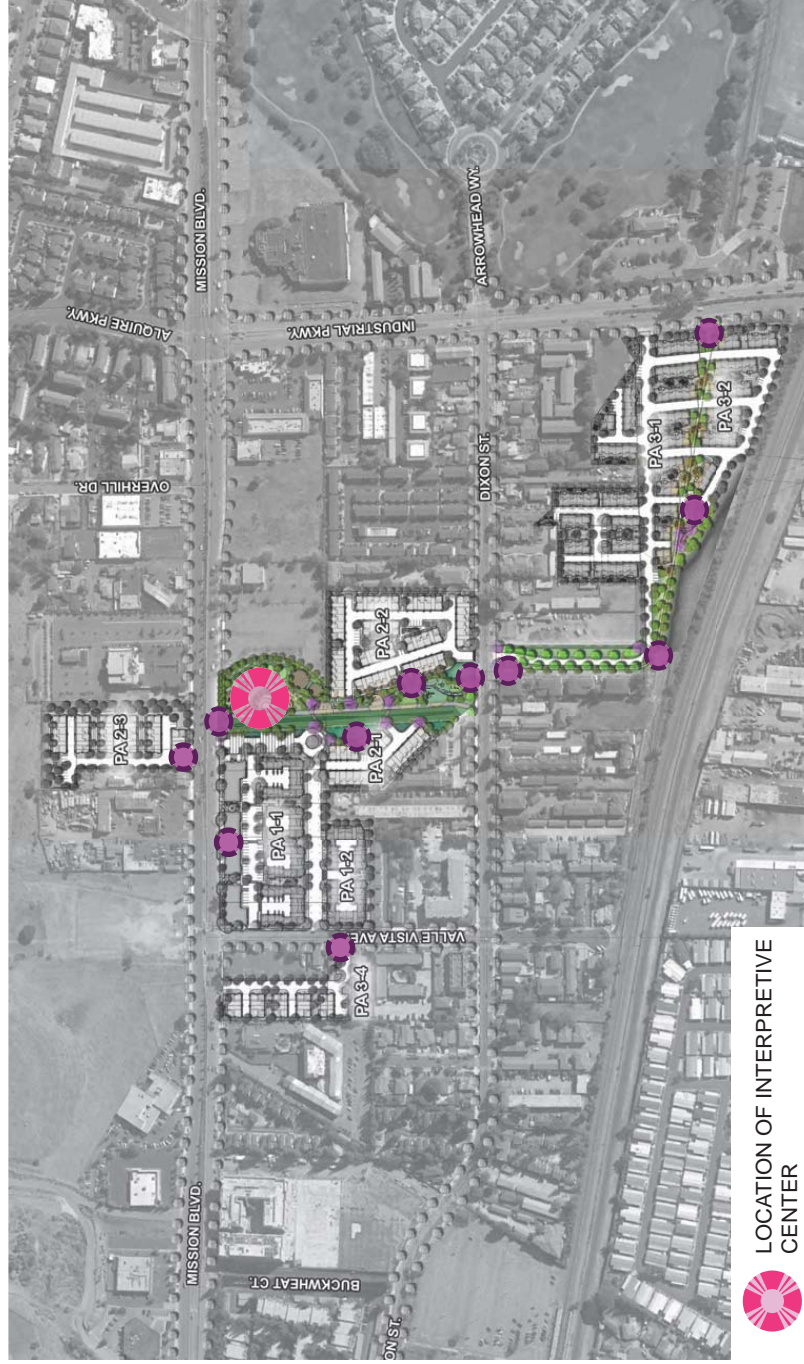 ALQUIRE PKWY.
MISSION BLVD.
INDUSTRIAL PKWY.
ARROWHEAD WY.
OVERHILL DR.
DIXON ST.
PA 3-1
PA 3-2
PA 2-2
PA 2-3
PA 2-1
PA 1-1
PA 1-2
VALLE VISTA AVE.
PA 3-4
MISSION BLVD.
BUCKWHEAT CT.
ON ST.
LOCATION OF INTERPRETIVE
CENTER